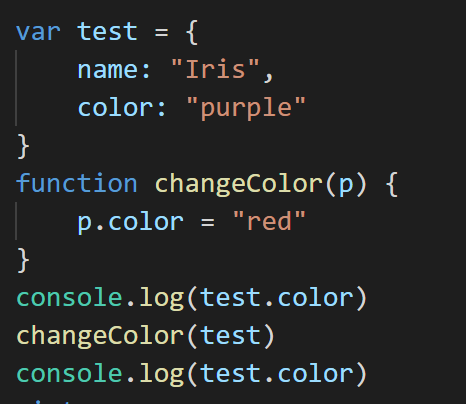 var test = {
    name: "Iris",
    color: "purple"
}
function changeColor(p) {
    p.color = "red"
}
console.log(test.color)
changeColor(test)
console.log(test.color)